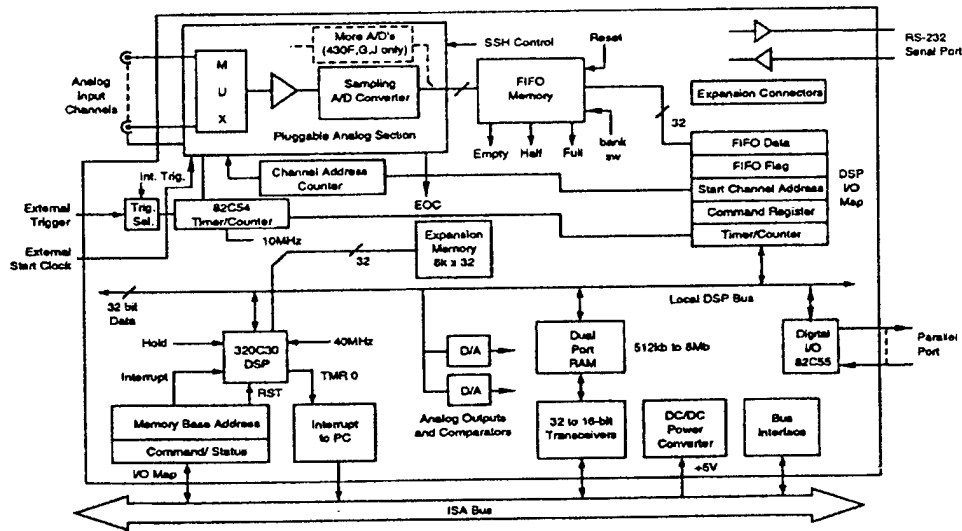 More A/D's
(430F,G,J only)
SSH Control
Reset
RS-232
Serial Port
Analog
Input
Channels
M
U
X
Sampling
A/D Converter
FIFO
Memory
Expansion Connectors
Pluggable Analog Section
Empty
Half
Full
bank
sw
32
FIFO Data
FIFO Flag
Start Channel Address
Command Register
Timer/Counter
DSP
I/O
Map
Int. Trig.
Channel Address
Counter
EOC
External
Trigger
Trig.
Sel.
82C54
Timer/Counter
10MHz
External
Start Clock
32
Expansion
Memory
8k x 32
32 bit
Data
Local DSP Bus
Hold
320C30
DSP
40MHz
Interrupt
RST
TMR 0
D/A
D/A
Analog Outputs
and Comparators
Dual
Port
RAM
512kb to 8Mb
Digital
I/O
82C55
Parallel
Port
Memory Base Address
Command/ Status
I/O Map
Interrupt
to PC
32 to 16-bit
Transceivers
DC/DC
Power
Converter
+5V
Bus
Interface
ISA Bus